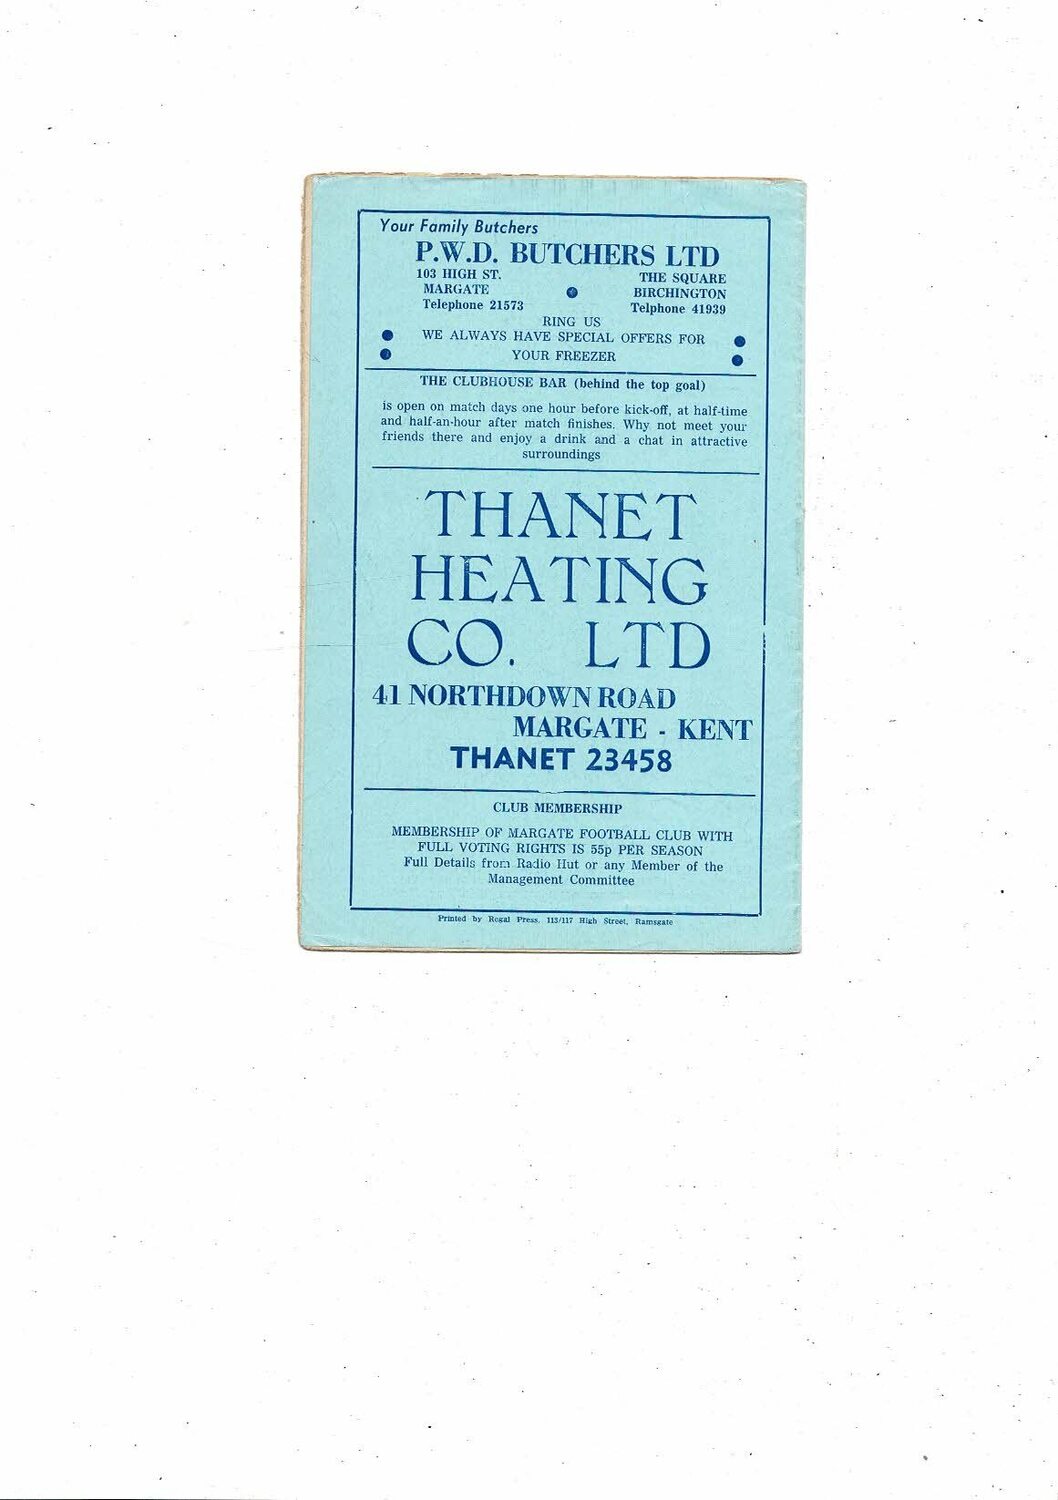 Your Family Butchers
P.W.D. BUTCHERS LTD
103 HIGH ST.
MARGATE
Telephone 21573
THE SQUARE
BIRCHINGTON
Telphone 41939
RING US
WE ALWAYS HAVE SPECIAL OFFERS FOR
YOUR FREEZER
THE CLUBHOUSE BAR (behind the top goal)
is open on match days one hour before kick-off, at half-time
and half-an-hour after match finishes. Why not meet your
friends there and enjoy a drink and a chat in attractive
surroundings
THANET
HEATING
CO. LTD
41 NORTHDOWN ROAD
MARGATE - KENT
THANET 23458
CLUB MEMBERSHIP
MEMBERSHIP OF MARGATE FOOTBALL CLUB WITH
FULL VOTING RIGHTS IS 55p PER SEASON
Full Details from Radio Hut or any Member of the
Management Committee
Printed by Regal Press, 113/117 High Street, Ramsgate